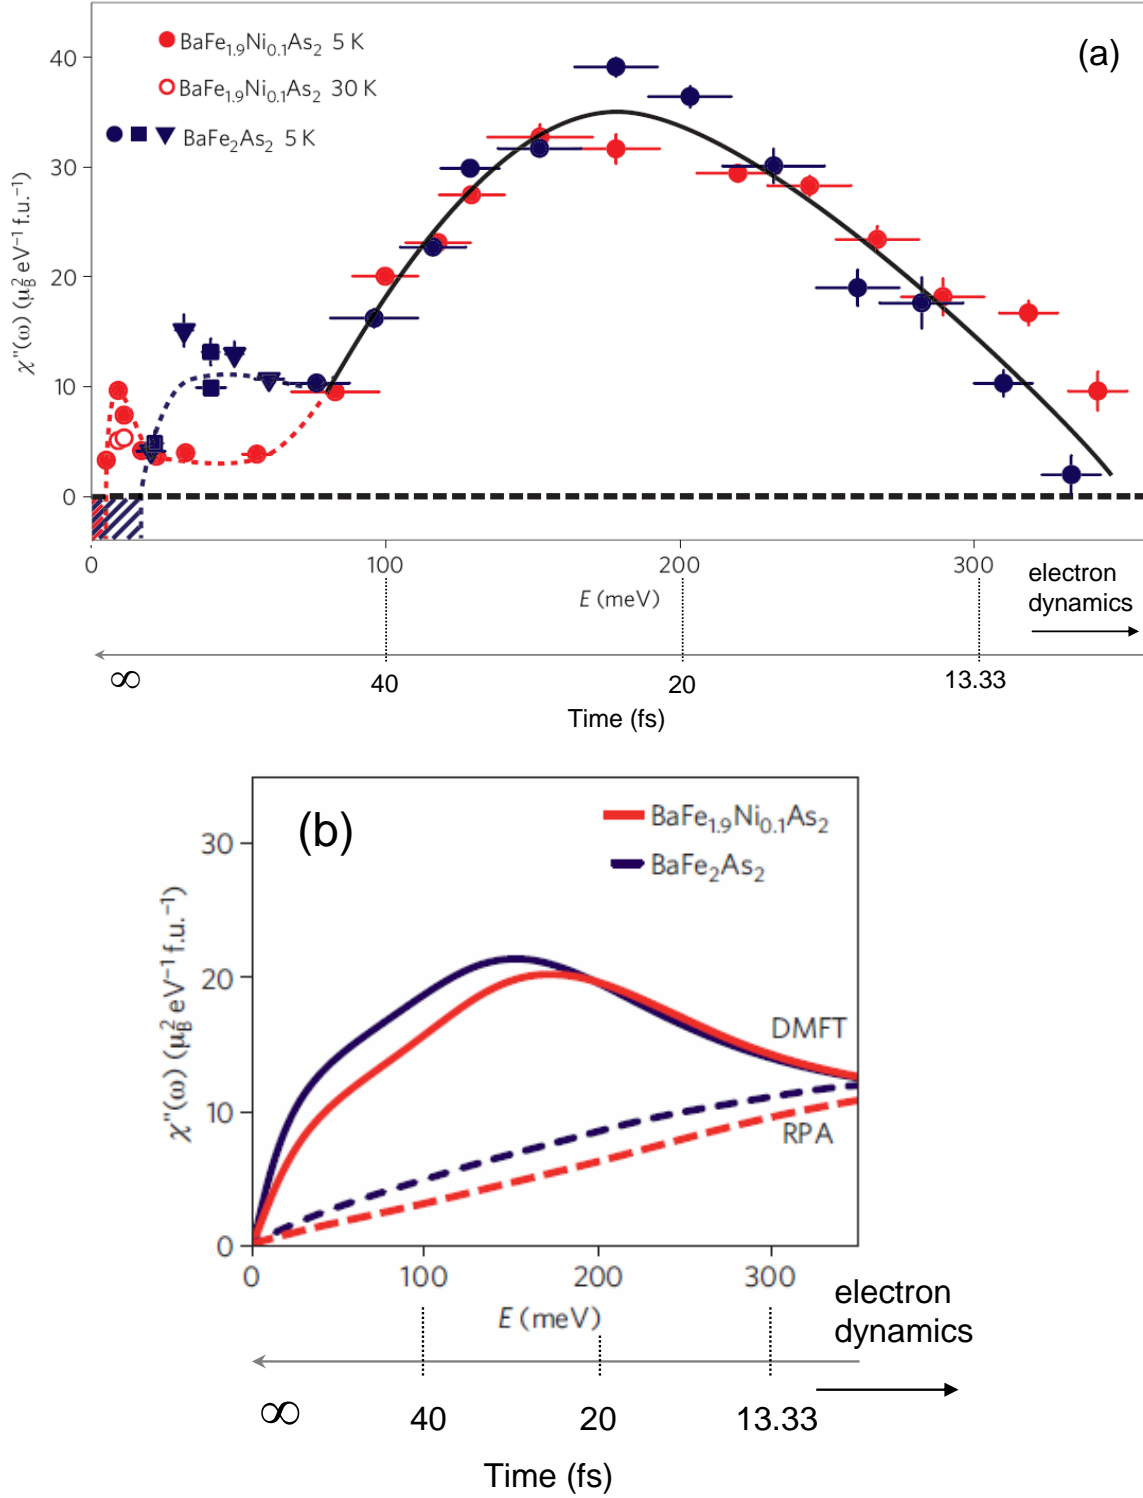 (a)
BaFe₁.₉Ni₀.₁As₂ 5 K
BaFe₁.₉Ni₀.₁As₂ 30 K
BaFe₂As₂ 5 K
χ''(ω) (μ_B² eV⁻¹ f.u.⁻¹)
40
30
20
10
0
0
100
200
300
E (meV)
electron
dynamics
∞
40
20
13.33
Time (fs)
(b)
BaFe₁.₉Ni₀.₁As₂
BaFe₂As₂
χ''(ω) (μ_B² eV⁻¹ f.u.⁻¹)
30
20
10
0
DMFT
RPA
0
100
200
300
E (meV)
electron
dynamics
∞
40
20
13.33
Time (fs)